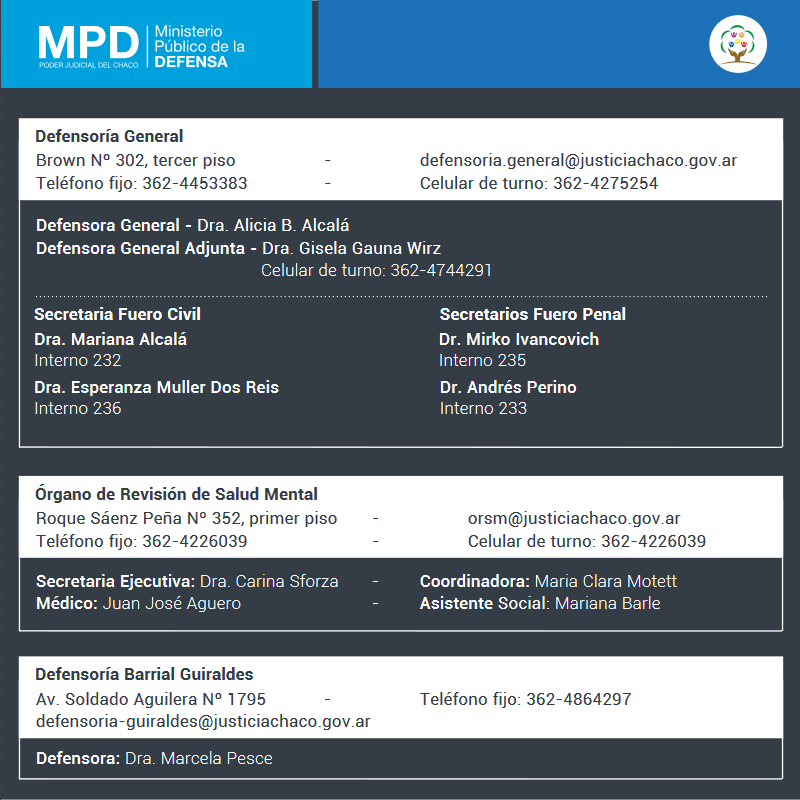 MPD
PODER JUDICIAL DEL CHACO
Ministerio
Público de la
DEFENSA
Defensoría General
Brown Nº 302, tercer piso - defensoria.general@justiciachaco.gov.ar
Teléfono fijo: 362-4453383 - Celular de turno: 362-4275254
Defensora General - Dra. Alicia B. Alcalá
Defensora General Adjunta - Dra. Gisela Gauna Wirz
Celular de turno: 362-4744291
Secretaria Fuero Civil
Dra. Mariana Alcalá
Interno 232
Dra. Esperanza Muller Dos Reis
Interno 236
Secretarios Fuero Penal
Dr. Mirko Ivancovich
Interno 235
Dr. Andrés Perino
Interno 233
Órgano de Revisión de Salud Mental
Roque Sáenz Peña Nº 352, primer piso - orsm@justiciachaco.gov.ar
Teléfono fijo: 362-4226039 - Celular de turno: 362-4226039
Secretaria Ejecutiva: Dra. Carina Sforza - Coordinadora: Maria Clara Motett
Médico: Juan José Aguero - Asistente Social: Mariana Barle
Defensoría Barrial Guiraldes
Av. Soldado Aguilera Nº 1795 - Teléfono fijo: 362-4864297
defensoria-guiraldes@justiciachaco.gov.ar
Defensora: Dra. Marcela Pesce